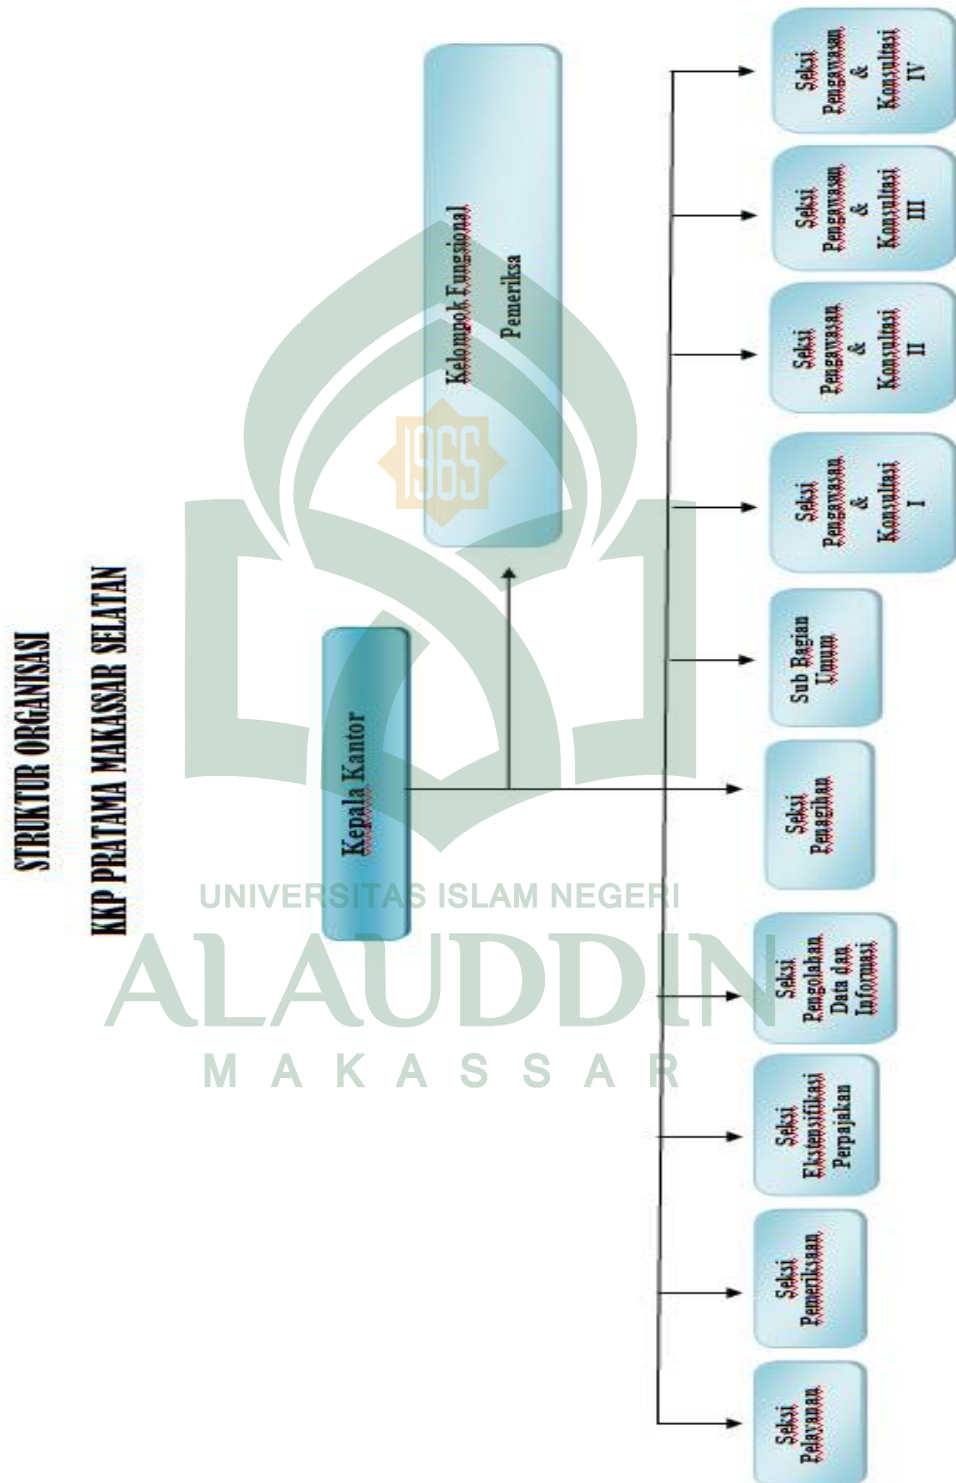 STRUKTUR ORGANISASI
KKP PRATAMA MAKASSAR SELATAN
Kepala Kantor
Kelompok Fungsional
Pemeriksa
Seksi
Pelayanan
Seksi
Pemeriksaan
Seksi
Ekstensifikasi
Perpajakan
Seksi
Pengolahan
Data dan
Informasi
Seksi
Penagihan
Sub Bagian
Umum
Seksi
Pengawasan
&
Konsultasi
I
Seksi
Pengawasan
&
Konsultasi
II
Seksi
Pengawasan
&
Konsultasi
III
Seksi
Pengawasan
&
Konsultasi
IV
1965
UNIVERSITAS ISLAM NEGERI
ALAUDDIN
MAKASSAR